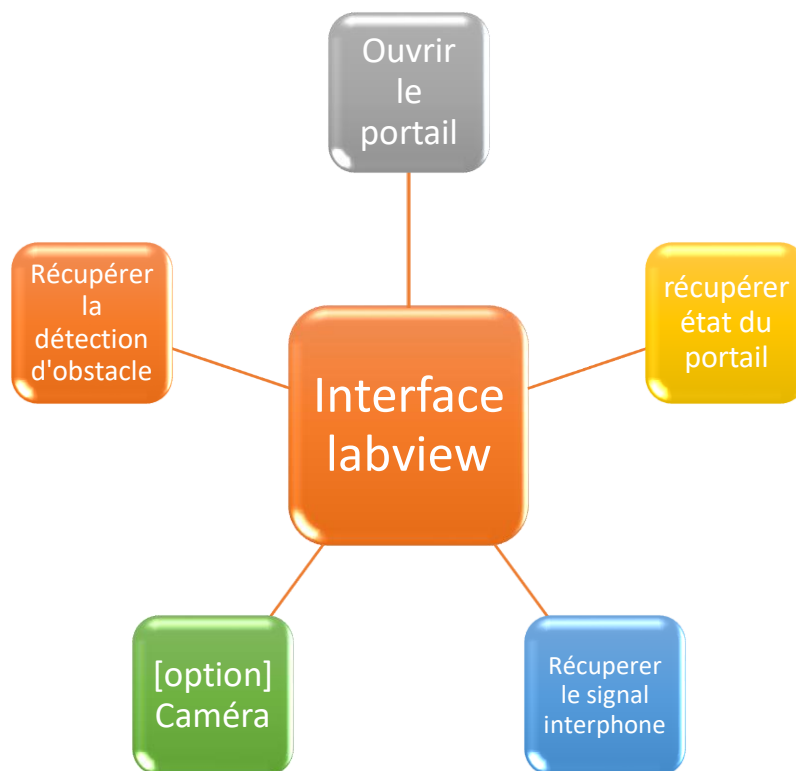 Ouvrir
le
portail
Récupérer
la
détection
d'obstacle
récupérer
état du
portail
Interface
labview
[option]
Caméra
Récuperer
le signal
interphone